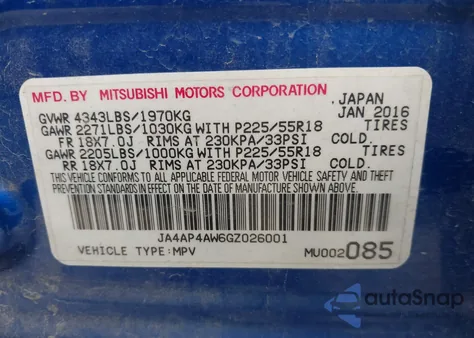 MFD. BY MITSUBISHI MOTORS CORPORATION JAPAN
GVWR 4343LBS/1970KG JAN 2016
GAWR 2271LBS/1030KG WITH P225/55R18 TIRES
FR 18X7.0J RIMS AT 230KPA/33PSI COLD.
GAWR 2205LBS/1000KG WITH P225/55R18 TIRES
RR 18X7.0J RIMS AT 230KPA/33PSI COLD.
THIS VEHICLE CONFORMS TO ALL APPLICABLE FEDERAL MOTOR VEHICLE SAFETY,
BUMPER AND THEFT PREVENTION STANDARDS IN EFFECT ON THE
DATE OF MANUFACTURE SHOWN ABOVE.
JA4AP4AW6GZ026001
VEHICLE TYPE:MPV MU002085
autoSnap